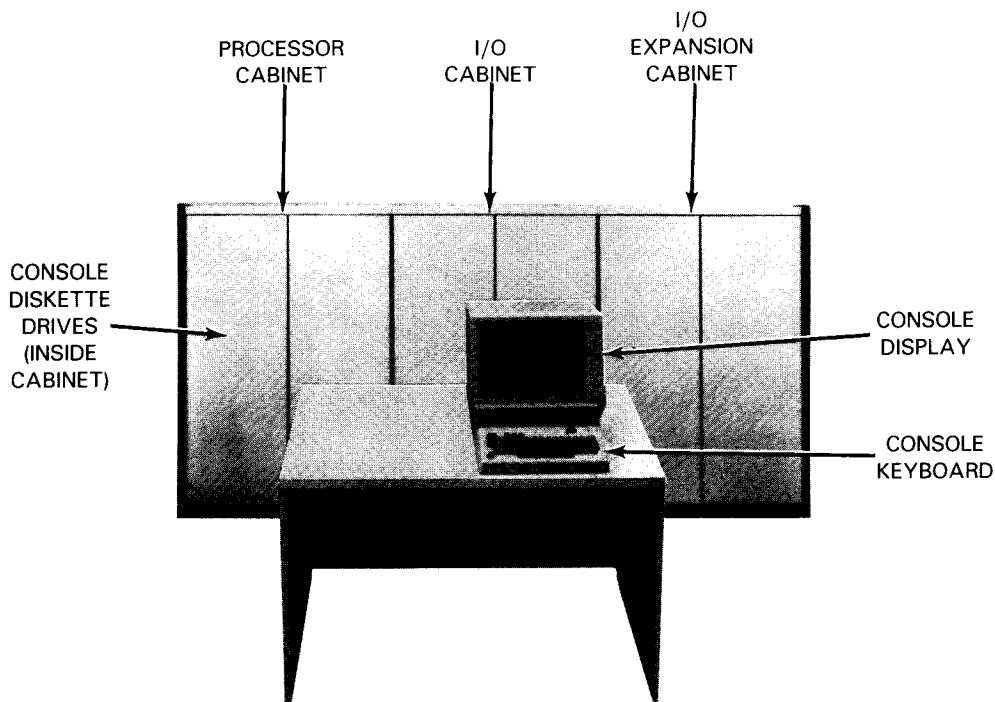 PROCESSOR
CABINET
I/O
CABINET
I/O
EXPANSION
CABINET
CONSOLE
DISKETTE
DRIVES
(INSIDE
CABINET)
CONSOLE
DISPLAY
CONSOLE
KEYBOARD